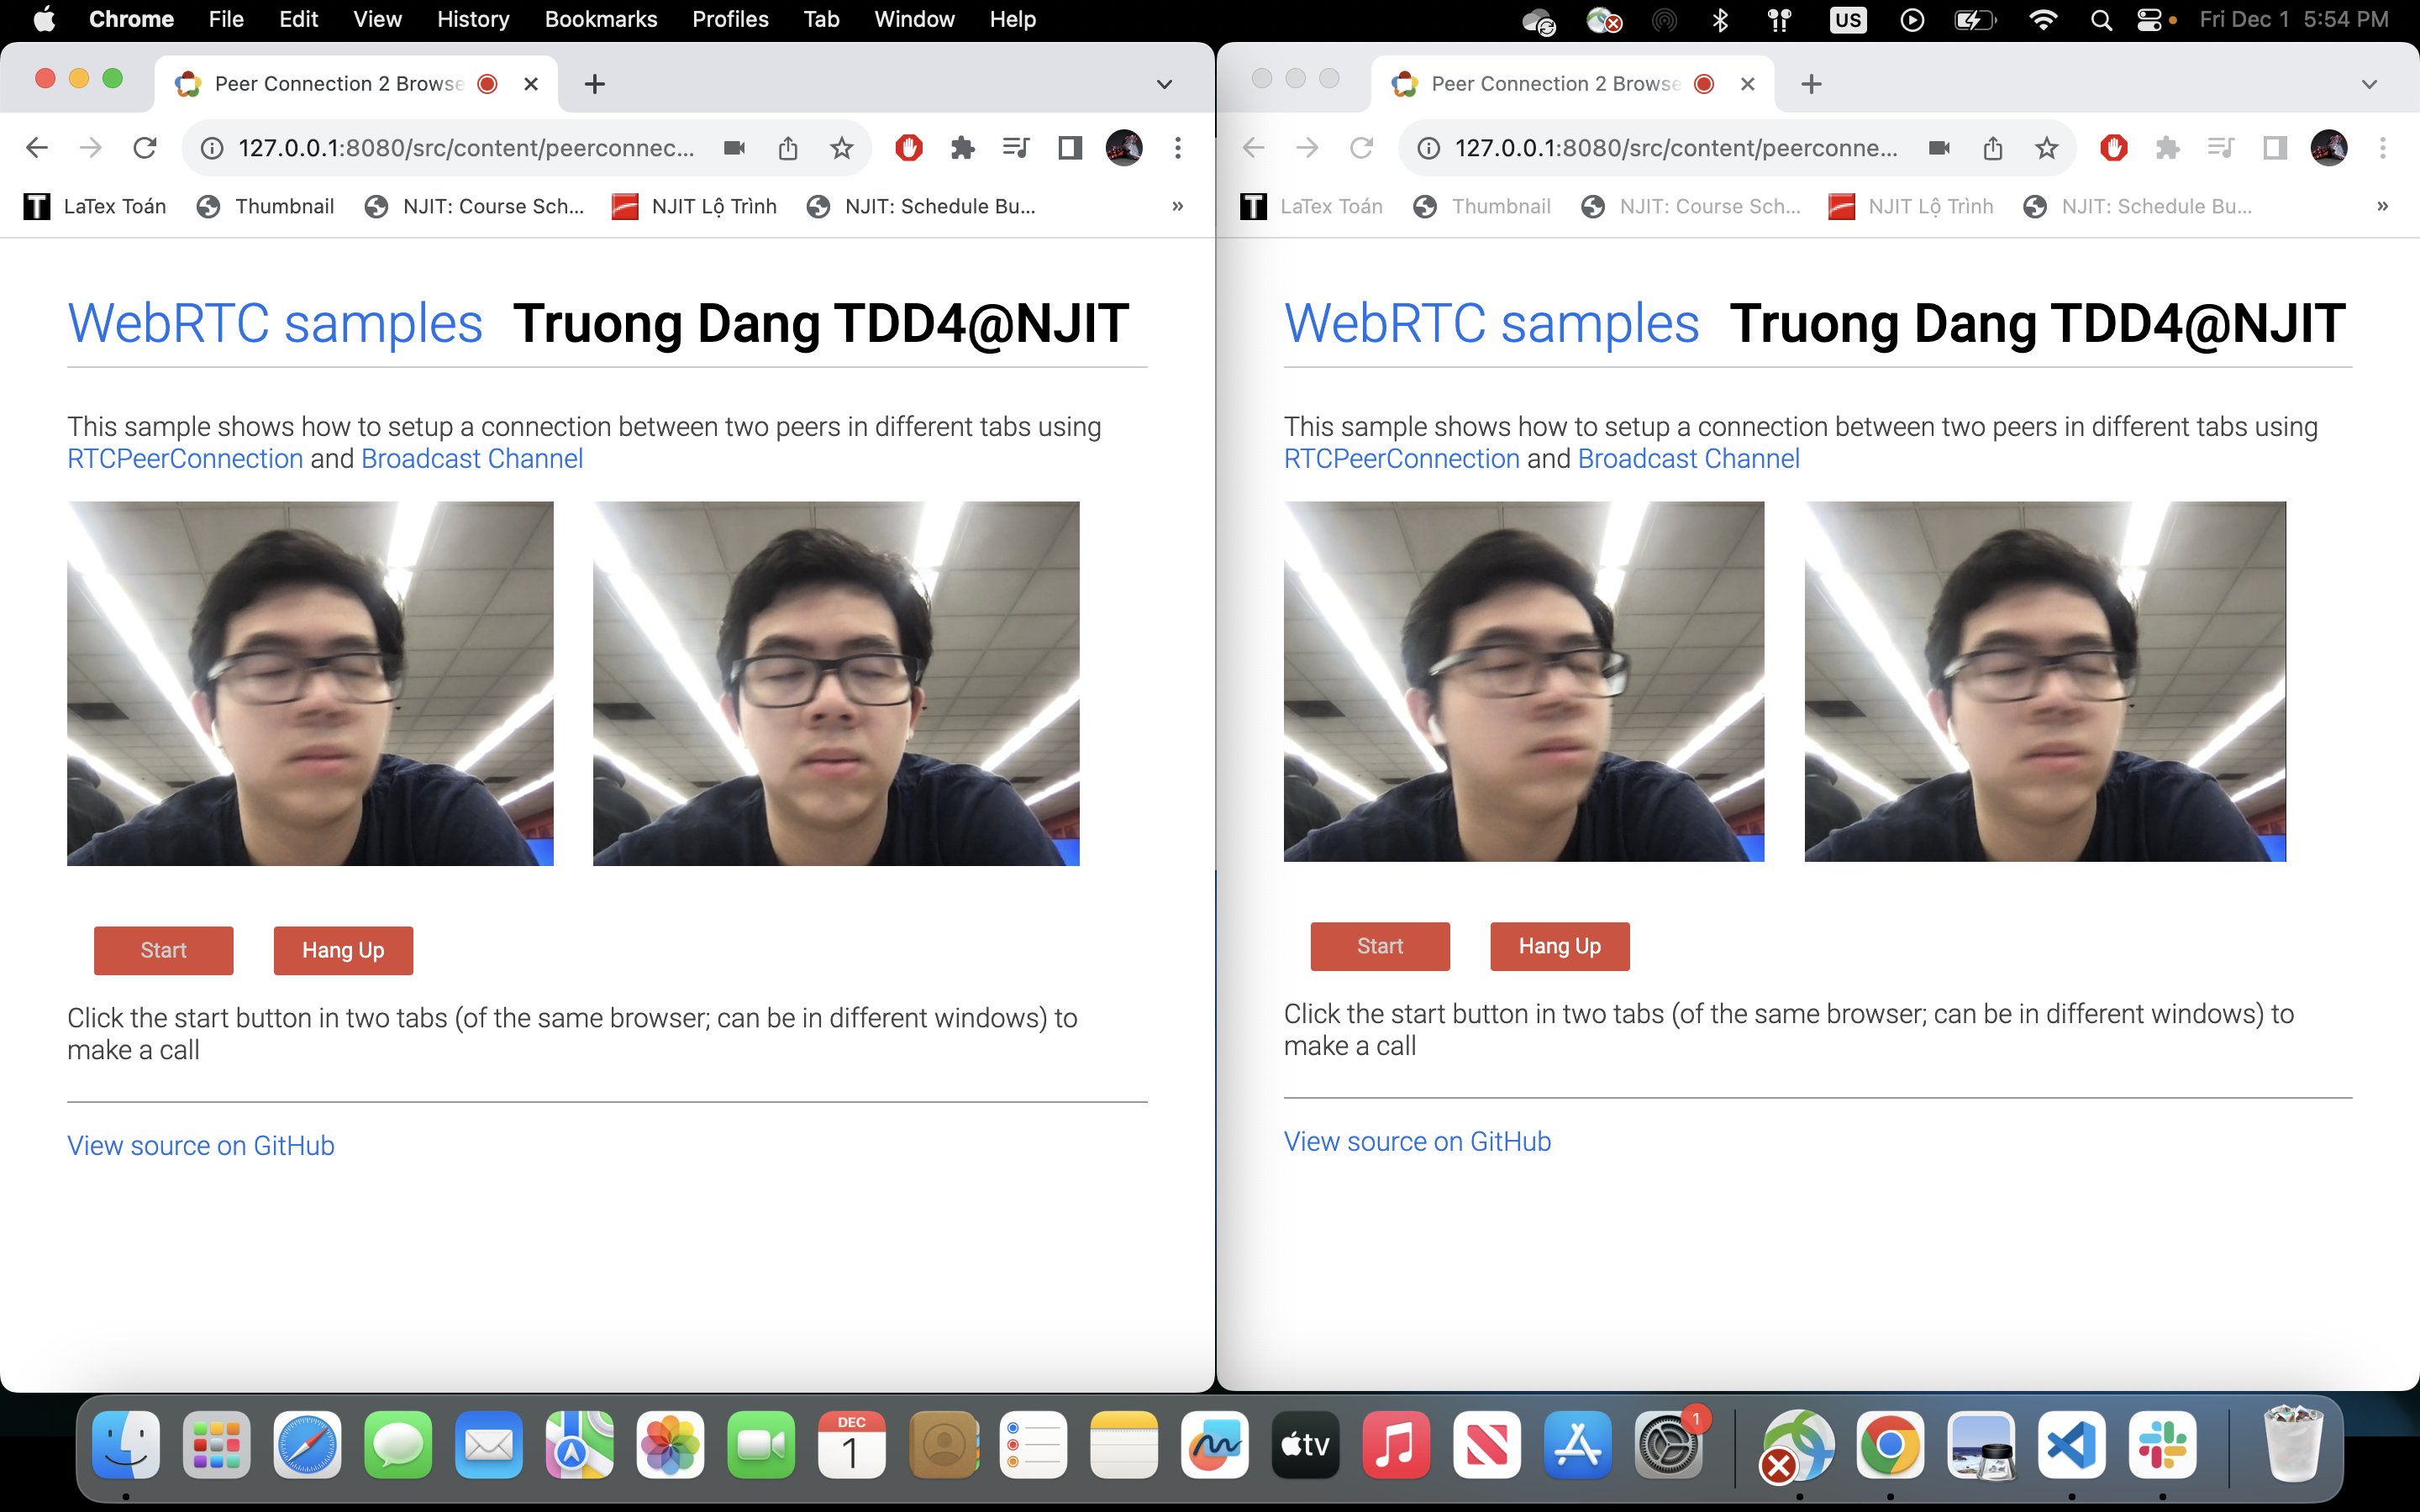 Chrome File Edit View History Bookmarks Profiles Tab Window Help US Fri Dec 1 5:54 PM
Peer Connection 2 Browse
127.0.0.1:8080/src/content/peerconnec...
LaTex Toán Thumbnail NJIT: Course Sch... NJIT Lộ Trình NJIT: Schedule Bu... »
WebRTC samples Truong Dang TDD4@NJIT
This sample shows how to setup a connection between two peers in different tabs using
RTCPeerConnection and Broadcast Channel
Start Hang Up
Click the start button in two tabs (of the same browser; can be in different windows) to
make a call
View source on GitHub
Peer Connection 2 Browse
127.0.0.1:8080/src/content/peerconne...
LaTex Toán Thumbnail NJIT: Course Sch... NJIT Lộ Trình NJIT: Schedule Bu... »
WebRTC samples Truong Dang TDD4@NJIT
This sample shows how to setup a connection between two peers in different tabs using
RTCPeerConnection and Broadcast Channel
Start Hang Up
Click the start button in two tabs (of the same browser; can be in different windows) to
make a call
View source on GitHub
DEC
1
tv
1